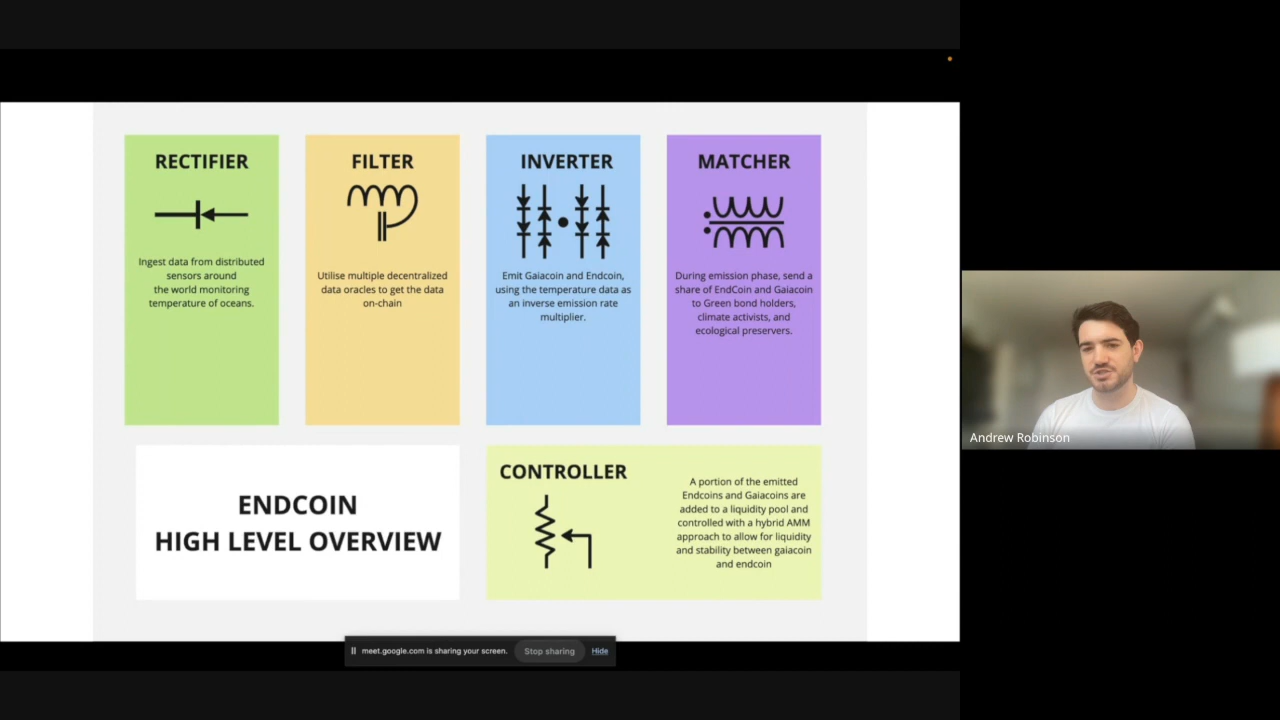 RECTIFIER
Ingest data from distributed
sensors around
the world monitoring
temperature of oceans.
FILTER
Utilise multiple decentralized
data oracles to get the data
on-chain
INVERTER
Emit Gaiacoin and Endcoin,
using the temperature data as
an inverse emission rate
multiplier.
MATCHER
During emission phase, send a
share of EndCoin and Gaiacoin
to Green bond holders,
climate activists, and
ecological preservers.
ENDCOIN
HIGH LEVEL OVERVIEW
CONTROLLER
A portion of the emitted
Endcoins and Gaiacoins are
added to a liquidity pool and
controlled with a hybrid AMM
approach to allow for liquidity
and stability between gaiacoin
and endcoin
Andrew Robinson
meet.google.com is sharing your screen.
Stop sharing
Hide